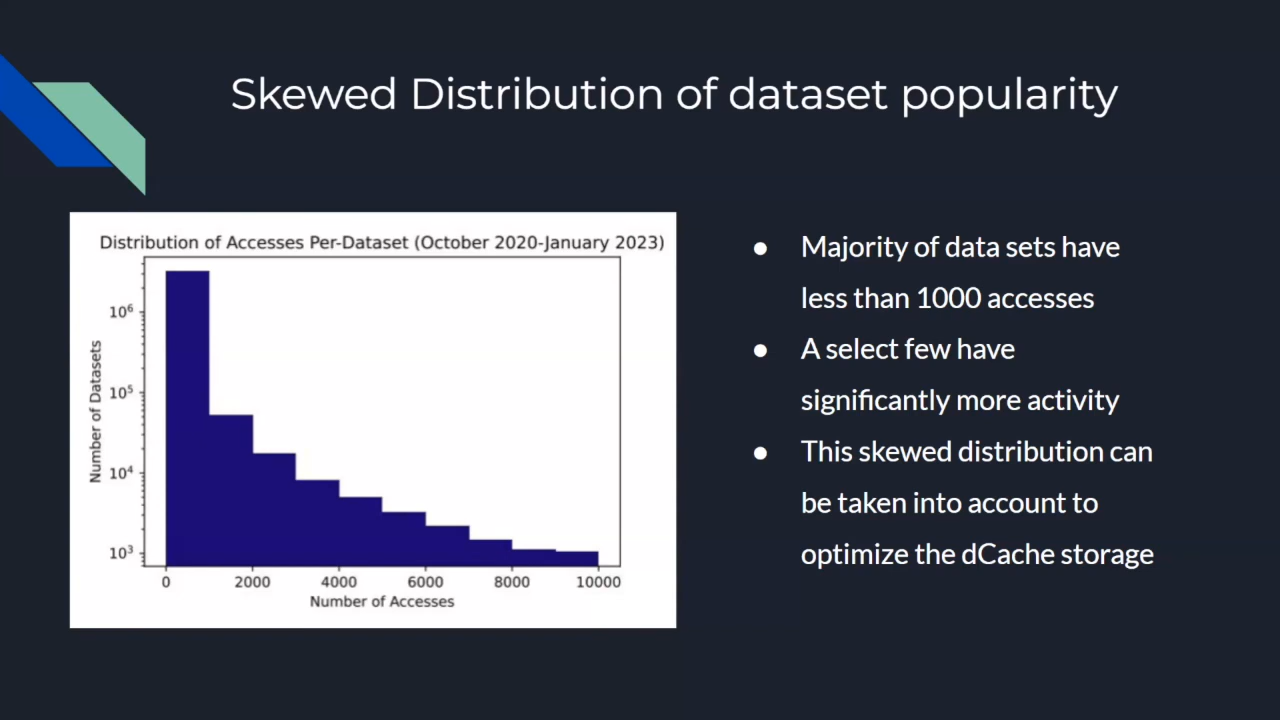 Skewed Distribution of dataset popularity
Distribution of Accesses Per-Dataset (October 2020-January 2023)
Number of Datasets
10⁶
10⁵
10⁴
10³
0 2000 4000 6000 8000 10000
Number of Accesses
● Majority of data sets have
less than 1000 accesses
● A select few have
significantly more activity
● This skewed distribution can
be taken into account to
optimize the dCache storage